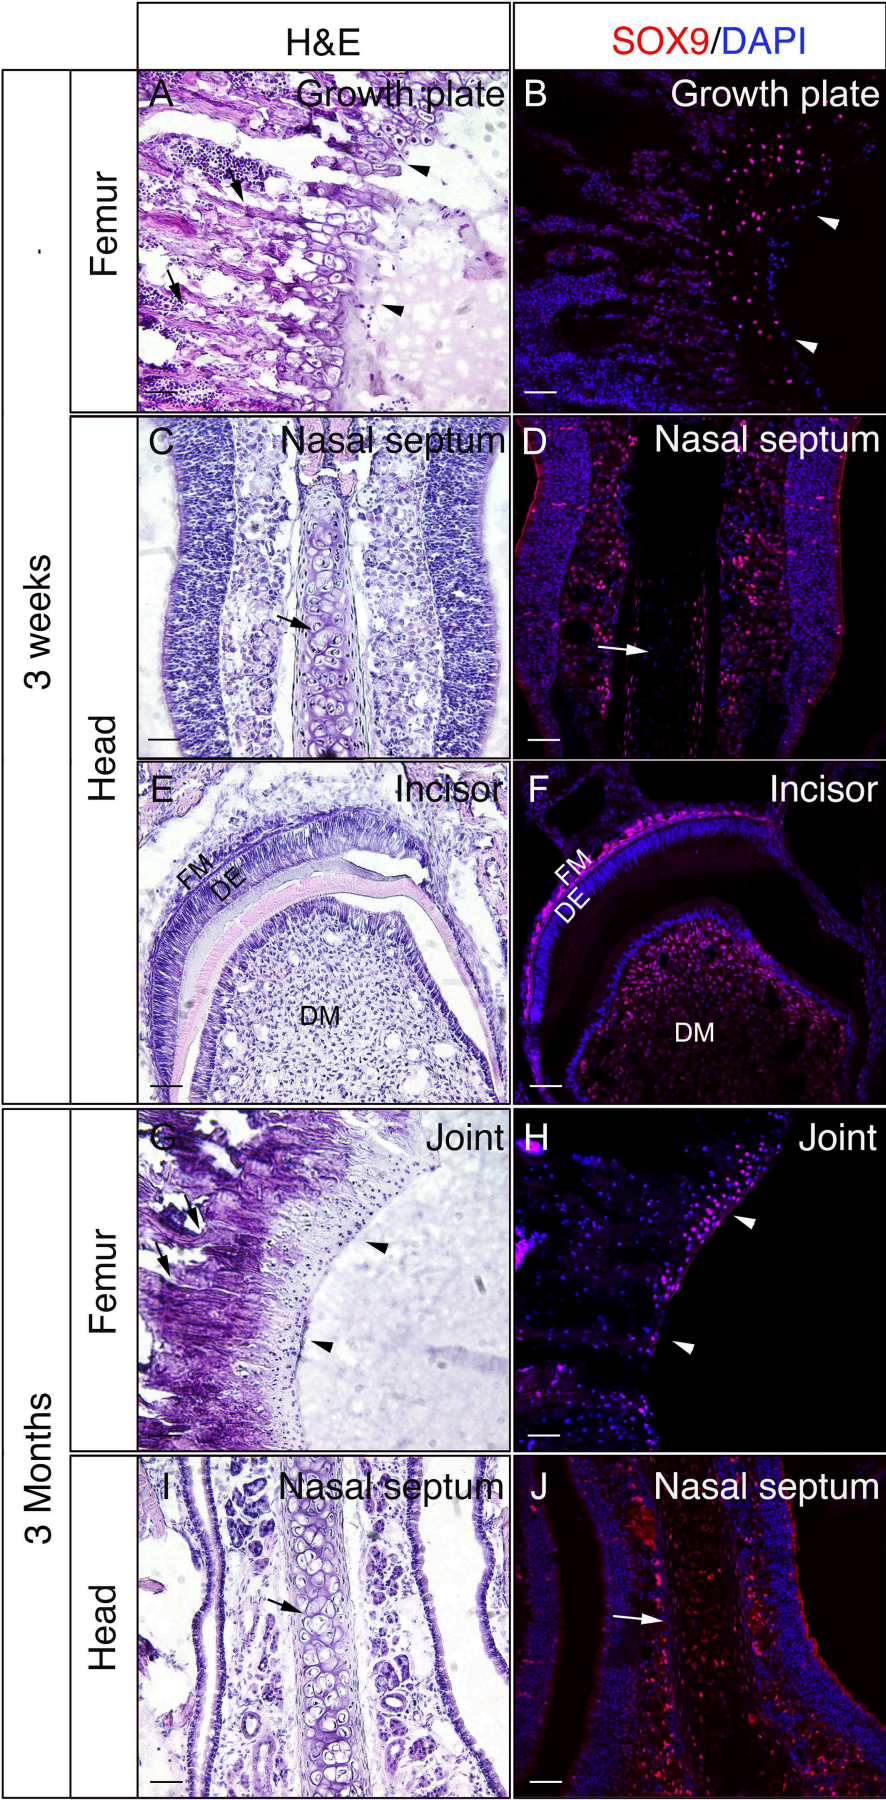 H&E
SOX9/DAPI
3 weeks
Femur
A
Growth plate
B
Growth plate
Head
C
Nasal septum
D
Nasal septum
E
Incisor
FM
DE
DM
F
Incisor
FM
DE
DM
3 Months
Femur
G
Joint
H
Joint
Head
I
Nasal septum
J
Nasal septum